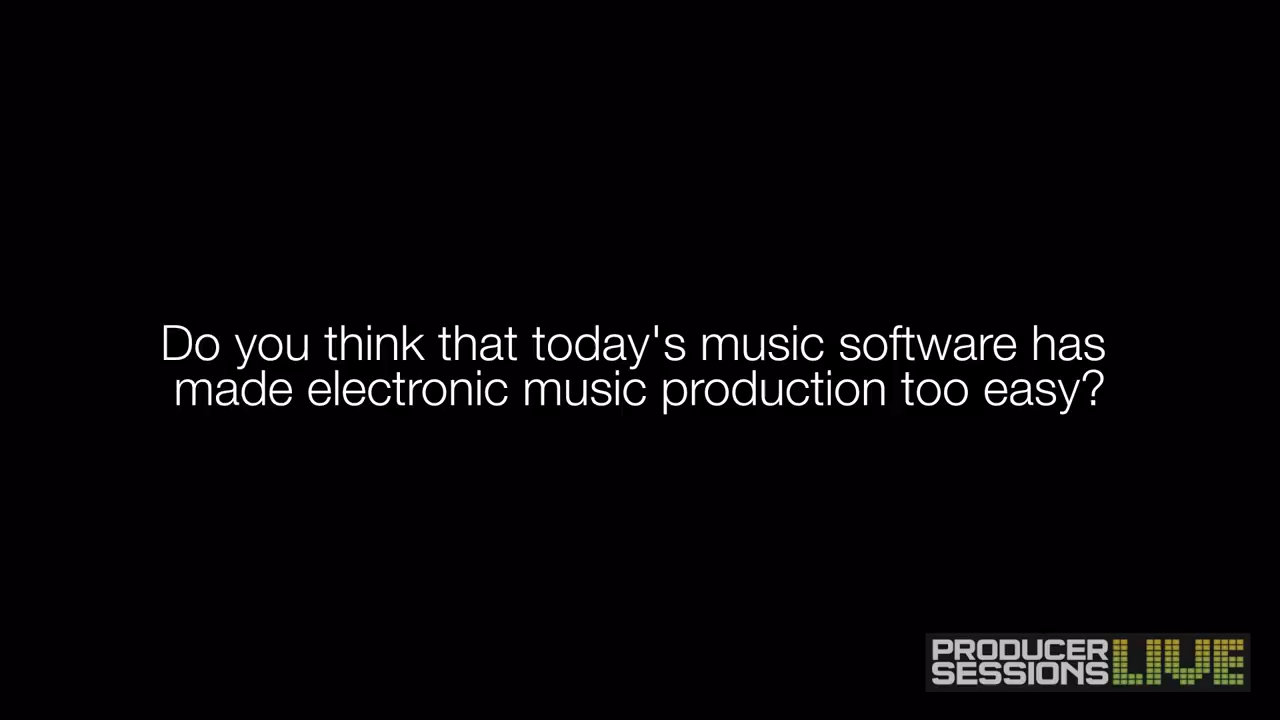 Do you think that today's music software has
made electronic music production too easy?
PRODUCER
SESSIONS LIVE